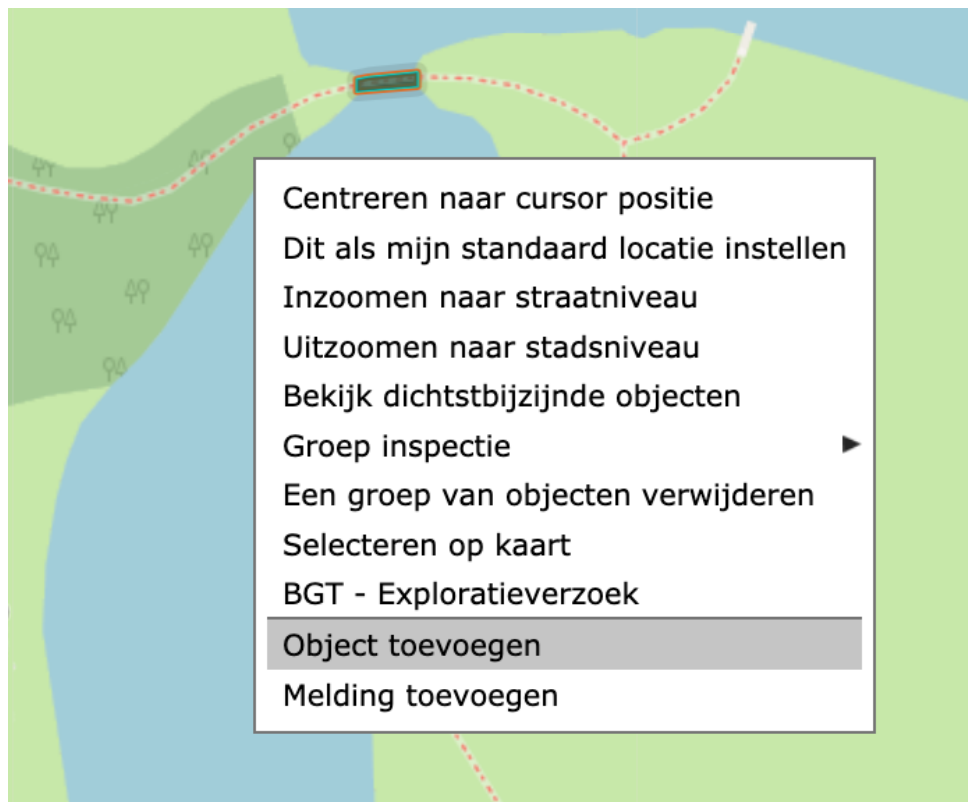 Centreren naar cursor positie
Dit als mijn standaard locatie instellen
Inzoomen naar straatniveau
Uitzoomen naar stadsniveau
Bekijk dichtstbijzijnde objecten
Groep inspectie
Een groep van objecten verwijderen
Selecteren op kaart
BGT - Exploratieverzoek
Object toevoegen
Melding toevoegen